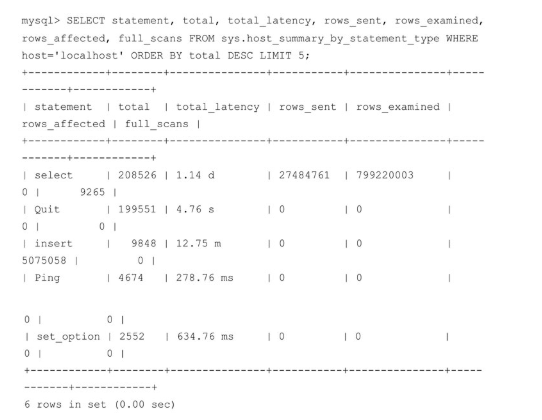 mysql> SELECT statement, total, total_latency, rows_sent, rows_examined,
rows_affected, full_scans FROM sys.host_summary_by_statement_type WHERE
host='localhost' ORDER BY total DESC LIMIT 5;
+------------+--------+---------------+-----------+---------------+-----
-------+------------+
| statement  | total  | total_latency | rows_sent | rows_examined |
rows_affected | full_scans |
+------------+--------+---------------+-----------+---------------+-----
-------+------------+
| select     | 208526 | 1.14 d        | 27484761  | 799220003     |
0 |       9265 |
| Quit       | 199551 | 4.76 s        | 0         | 0             |
0 |          0 |
| insert     |   9848 | 12.75 m       | 0         | 0             |
5075058 |          0 |
| Ping       | 4674   | 278.76 ms     | 0         | 0             |
0 |          0 |
| set_option | 2552   | 634.76 ms     | 0         | 0             |
0 |          0 |
+------------+--------+---------------+-----------+---------------+-----
-------+------------+
6 rows in set (0.00 sec)